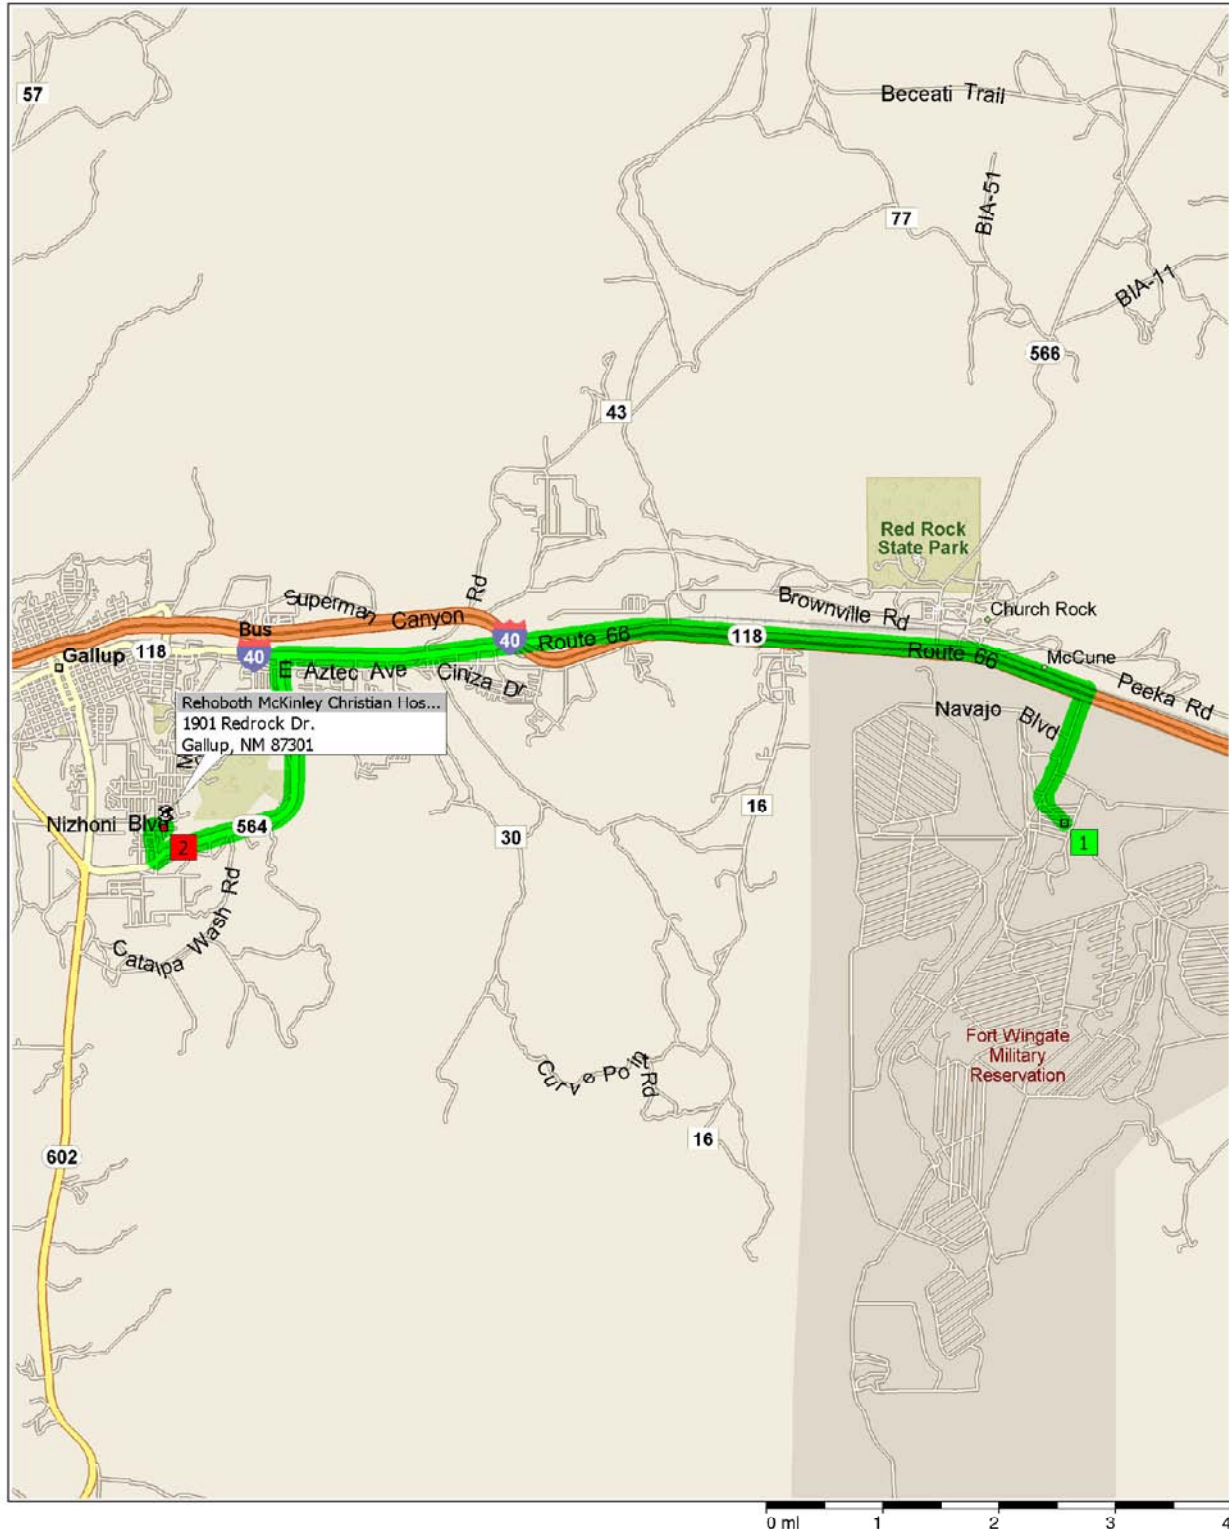 57
Beceati Trail
BIA-51
77
BIA-11
566
43
Red Rock
State Park
Superman Canyon Rd
Brownville Rd
Church Rock
Bus
40
40
Route 66
118
Route 66
McCune
Gallup
118
E Aztec Ave
Ciniza Dr
Peeka Rd
Rehoboth McKinley Christian Hos...
1901 Redrock Dr.
Gallup, NM 87301
Navajo Blvd
M
Nizhoni Blvd
564
2
16
30
1
Catalpa Wash Rd
Fort Wingate
Military
Reservation
Curve Point Rd
16
602
0 mi 1 2 3 4